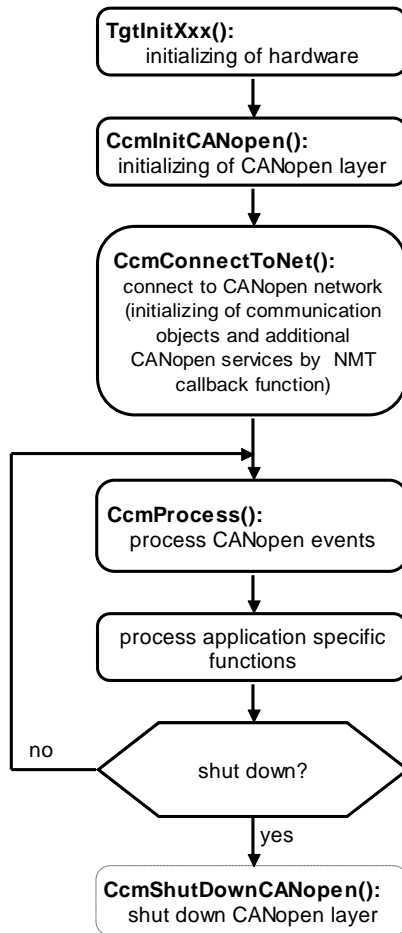 TgtInitXxx():
initializing of hardware
CcmInitCANopen():
initializing of CANopen layer
CcmConnectToNet():
connect to CANopen network
(initializing of communication
objects and additional
CANopen services by NMT
callback function)
CcmProcess():
process CANopen events
process application specific
functions
no
shut down?
yes
CcmShutDownCANopen():
shut down CANopen layer